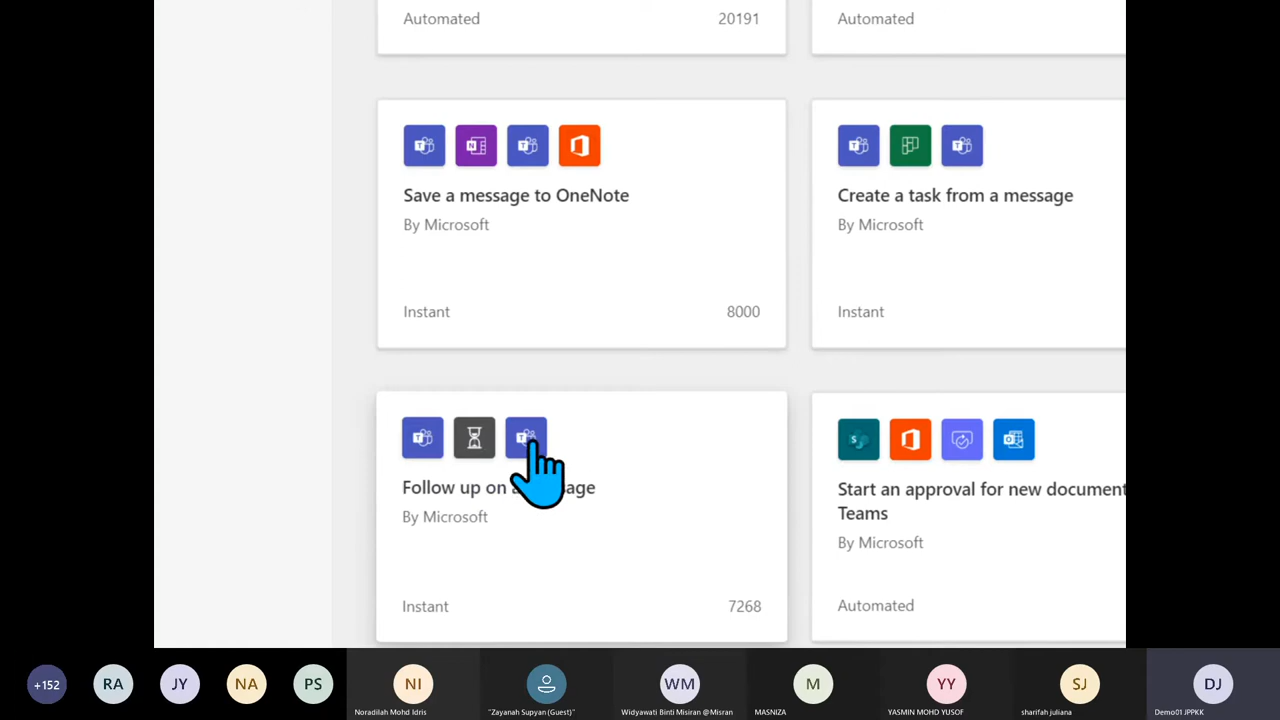 Automated
20191
Automated
Save a message to OneNote
By Microsoft
Instant
8000
Create a task from a message
By Microsoft
Instant
Follow up on a
sage
By Microsoft
Instant
7268
Start an approval for new document
Teams
By Microsoft
Automated
+152
RA
JY
NA
PS
NI
Noradilah Mohd Idris
"Zayanah Supyan (Guest)"
WM
Widyawati Binti Misiran @Misran
M
MASNIZA
YY
YASMIN MOHD YUSOF
SJ
sharifah juliana
DJ
Demo01 JPPKK